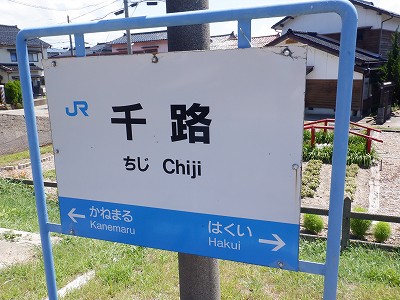 JR
千路
ちじ Chiji
← かねまる はくい →
Kanemaru Hakui